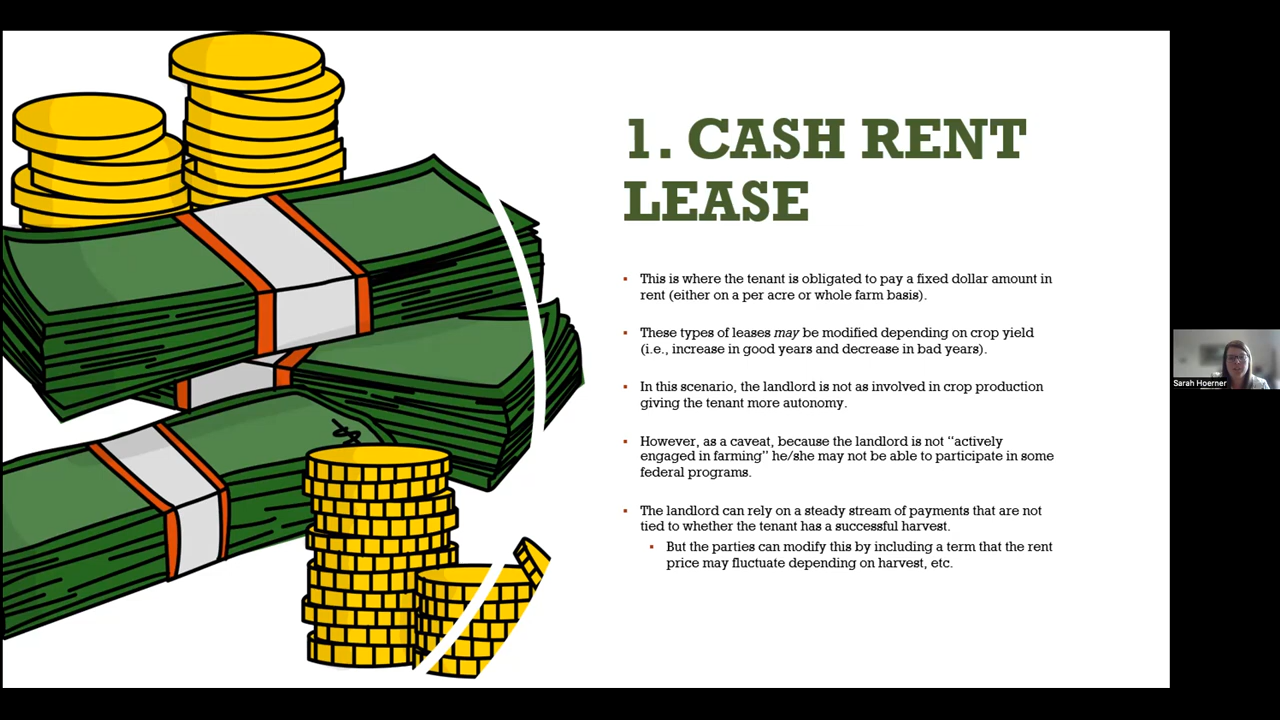 1. CASH RENT
LEASE
▪ This is where the tenant is obligated to pay a fixed dollar amount in
rent (either on a per acre or whole farm basis).
▪ These types of leases may be modified depending on crop yield
(i.e., increase in good years and decrease in bad years).
▪ In this scenario, the landlord is not as involved in crop production
giving the tenant more autonomy.
▪ However, as a caveat, because the landlord is not “actively
engaged in farming” he/she may not be able to participate in some
federal programs.
▪ The landlord can rely on a steady stream of payments that are not
tied to whether the tenant has a successful harvest.
▪ But the parties can modify this by including a term that the rent
price may fluctuate depending on harvest, etc.
Sarah Hoerner